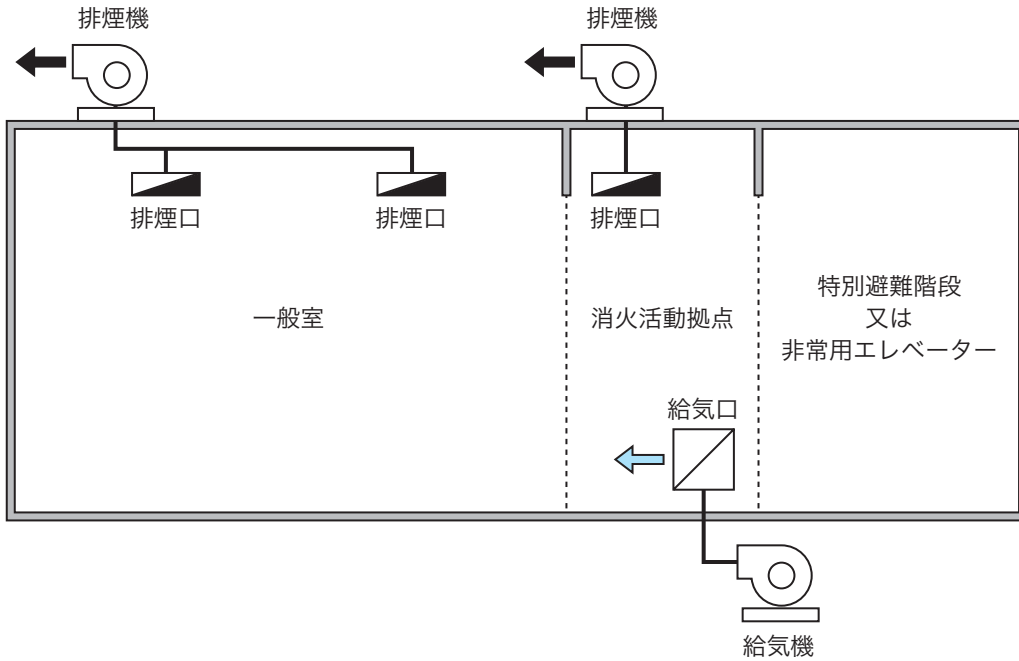 排煙機
排煙機
排煙口
排煙口
排煙口
一般室
消火活動拠点
特別避難階段
又は
非常用エレベーター
給気口
給気機